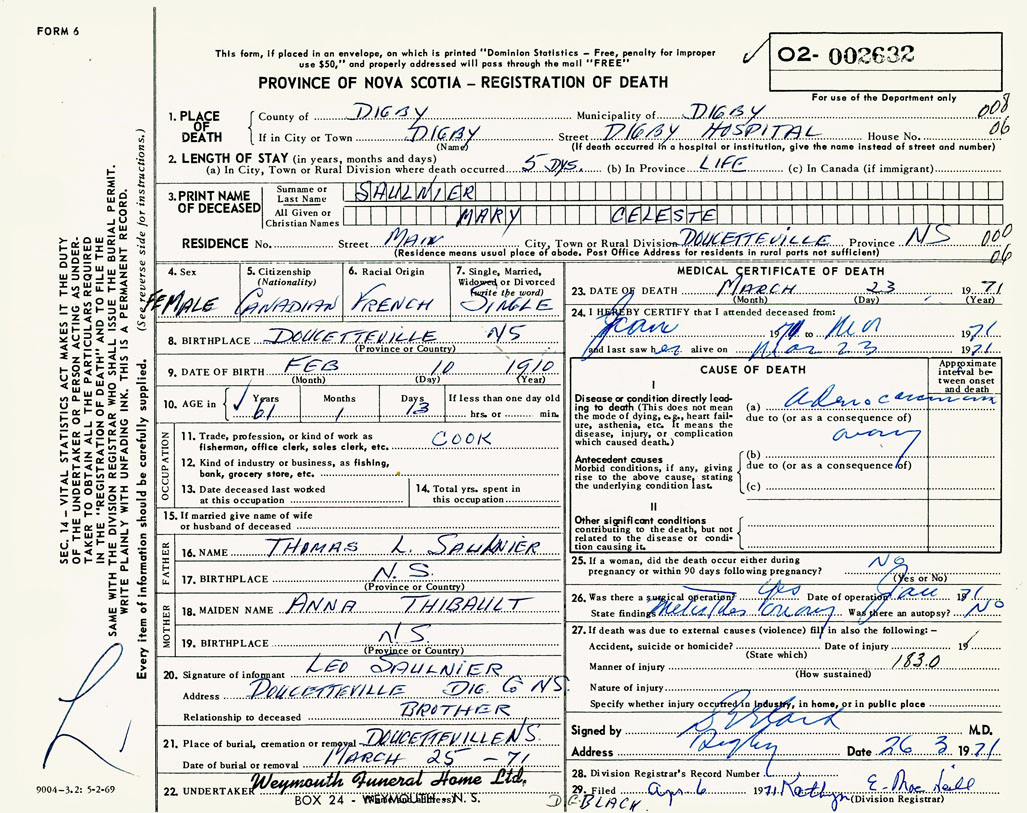 FORM 6
This form, if placed in an envelope, on which is printed "Dominion Statistics – Free, penalty for improper
use $50," and properly addressed will pass through the mail "FREE"
PROVINCE OF NOVA SCOTIA – REGISTRATION OF DEATH
O2- 002632
For use of the Department only
1. PLACE OF DEATH County of DIGBY Municipality of DIGBY 008
If in City or Town DIGBY Street DIGBY HOSPITAL House No. 06
(Name) (If death occurred in a hospital or institution, give the name instead of street and number)
2. LENGTH OF STAY (in years, months and days)
(a) In City, Town or Rural Division where death occurred 5 DYS. (b) In Province LIFE (c) In Canada (if immigrant)
3. PRINT NAME OF DECEASED Surname or Last Name SAULNIER
All Given or Christian Names MARY CELESTE
RESIDENCE No. Street MAIN City, Town or Rural Division DOUCETTEVILLE Province NS 000
(Residence means usual place of abode. Post Office Address for residents in rural parts not sufficient) 06
4. Sex FEMALE
5. Citizenship (Nationality) CANADIAN
6. Racial Origin FRENCH
7. Single, Married, Widowed or Divorced (write the word) SINGLE
8. BIRTHPLACE DOUCETTEVILLE NS
(Province or Country)
9. DATE OF BIRTH FEB 10 1910
(Month) (Day) (Year)
10. AGE in Years 61 Months 1 Days 13 If less than one day old
hrs. or min.
OCCUPATION
11. Trade, profession, or kind of work as COOK
fisherman, office clerk, sales clerk, etc.
12. Kind of industry or business, as fishing,
bank, grocery store, etc.
13. Date deceased last worked
at this occupation
14. Total yrs. spent in
this occupation
15. If married give name of wife
or husband of deceased
FATHER
16. NAME THOMAS L. SAULNIER
17. BIRTHPLACE N.S.
(Province or Country)
MOTHER
18. MAIDEN NAME ANNA THIBAULT
19. BIRTHPLACE N.S.
(Province or Country)
20. Signature of informant LEO SAULNIER
Address DOUCETTEVILLE DIG. Co NS.
Relationship to deceased BROTHER
21. Place of burial, cremation or removal DOUCETTEVILLE NS.
Date of burial or removal MARCH 25 - 71
22. UNDERTAKER Weymouth Funeral Home Ltd,
BOX 24 - WEYMOUTH - N. S.
MEDICAL CERTIFICATE OF DEATH
23. DATE OF DEATH MARCH 23 1971
(Month) (Day) (Year)
24. I HEREBY CERTIFY that I attended deceased from:
19 to Mar 1971
and last saw her alive on Mar 23 1971
CAUSE OF DEATH
Approximate interval between onset and death
I
Disease or condition directly leading to death (This does not
mean the mode of dying, e.g., heart failure, asthenia, etc. It means the
disease, injury, or complication
which caused death.)
(a) Adenocarcinoma
due to (or as a consequence of)
ovary
Antecedent causes
Morbid conditions, if any, giving
rise to the above cause, stating
the underlying condition last.
(b)
due to (or as a consequence of)
(c)
II
Other significant conditions
contributing to the death, but not
related to the disease or condition causing it.
25. If a woman, did the death occur either during
pregnancy or within 90 days following pregnancy? No
(Yes or No)
26. Was there a surgical operation? Yes Date of operation Jan 1971
State findings Was there an autopsy? No
27. If death was due to external causes (violence) fill in also the following: –
Accident, suicide or homicide? Date of injury 19
(State which)
Manner of injury 183.0
(How sustained)
Nature of injury
Specify whether injury occurred in industry, in home, or in public place
Signed by M.D.
Address Digby Date 26 3 1971
28. Division Registrar's Record Number
29. Filed Apr. 6 1971 Kathryn E. Mac Neill
(Division Registrar)
D.C. BLACK.
SEC. 14 – VITAL STATISTICS ACT MAKES IT THE DUTY
OF THE UNDERTAKER OR PERSON ACTING AS UNDER-
TAKER TO OBTAIN ALL THE PARTICULARS REQUIRED
IN THE "REGISTRATION OF DEATH" AND TO FILE THE
SAME WITH THE DIVISION REGISTRAR WHO SHALL ISSUE THE BURIAL PERMIT.
WRITE PLAINLY WITH UNFADING INK. THIS IS A PERMANENT RECORD.
Every item of information should be carefully supplied. (See reverse side for instructions.)
9004-3.2: 5-2-69